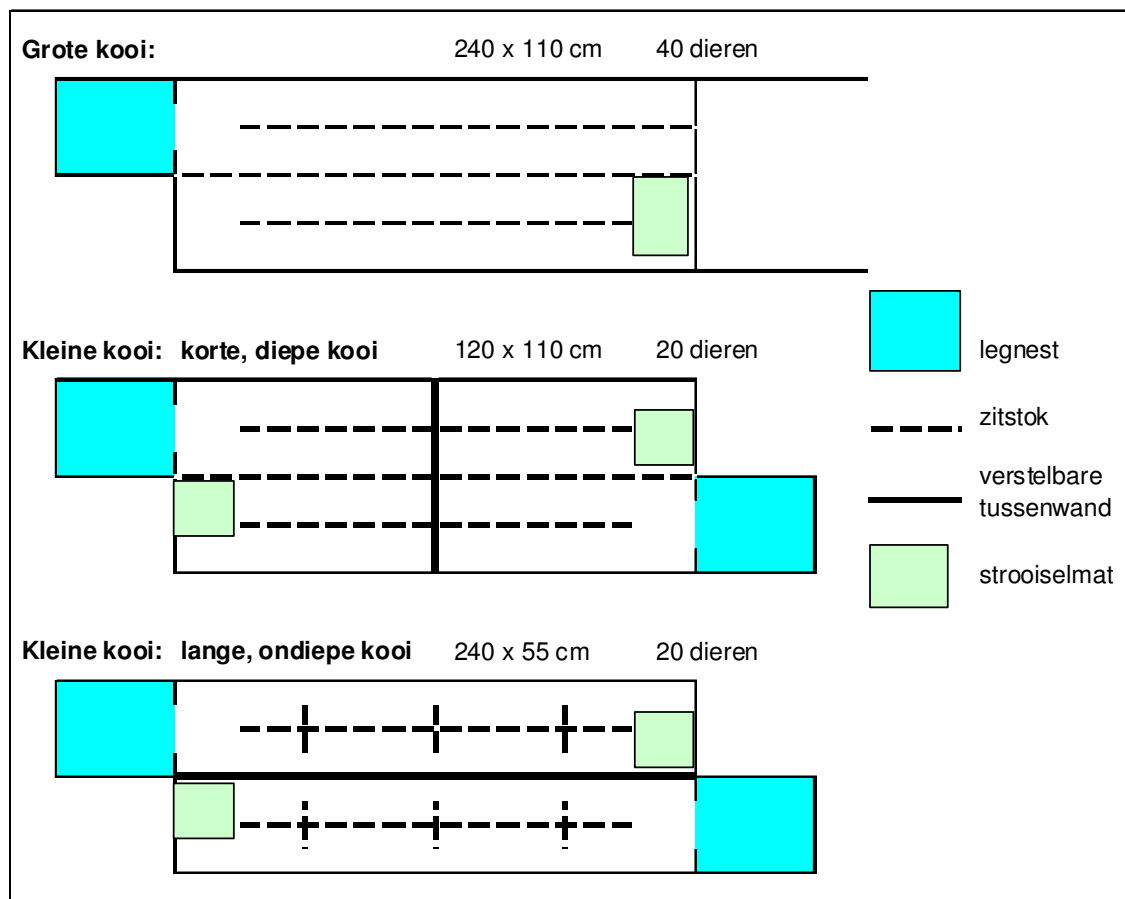 Grote kooi: 240 x 110 cm 40 dieren
Kleine kooi: korte, diepe kooi 120 x 110 cm 20 dieren
legnest
zitstok
verstelbare
tussenwand
strooiselmat
Kleine kooi: lange, ondiepe kooi 240 x 55 cm 20 dieren